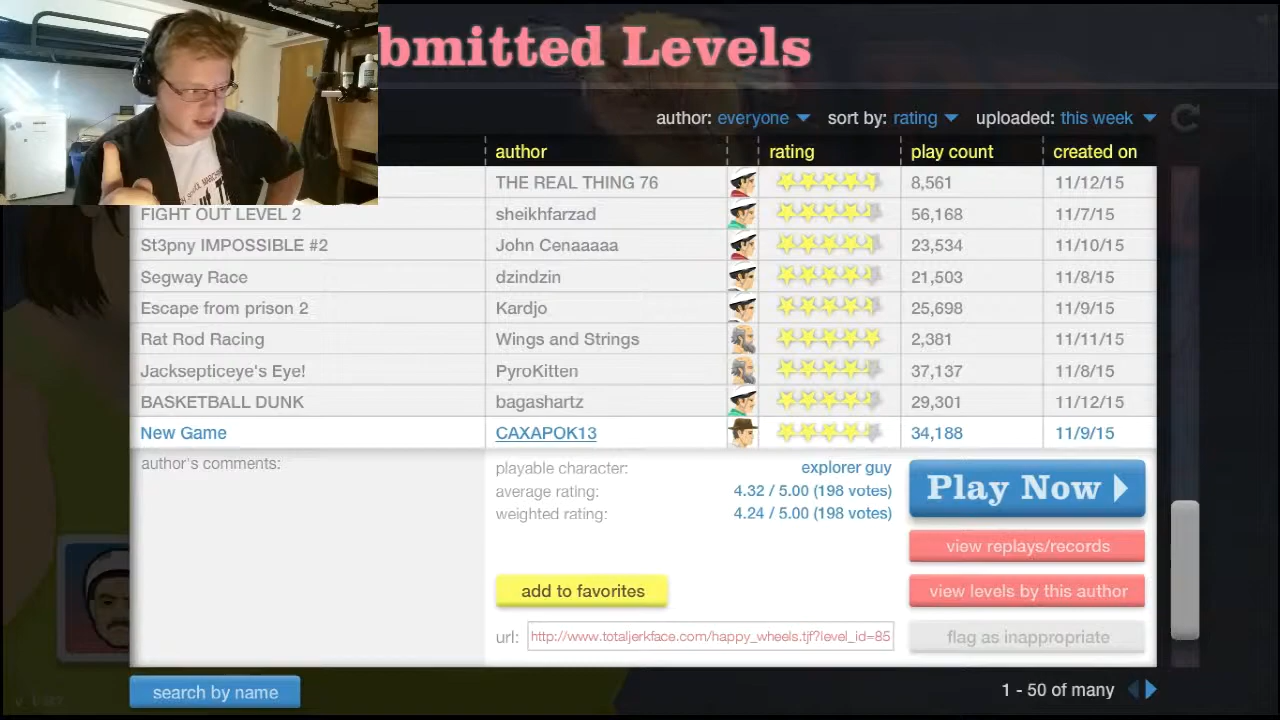 bmitted Levels
author: everyone sort by: rating uploaded: this week
author rating play count created on
THE REAL THING 76 8,561 11/12/15
FIGHT OUT LEVEL 2 sheikhfarzad 56,168 11/7/15
St3pny IMPOSSIBLE #2 John Cenaaaaa 23,534 11/10/15
Segway Race dzindzin 21,503 11/8/15
Escape from prison 2 Kardjo 25,698 11/9/15
Rat Rod Racing Wings and Strings 2,381 11/11/15
Jacksepticeye's Eye! PyroKitten 37,137 11/8/15
BASKETBALL DUNK bagashartz 29,301 11/12/15
New Game CAXAPOK13 34,188 11/9/15
author's comments:
playable character: explorer guy
average rating: 4.32 / 5.00 (198 votes)
weighted rating: 4.24 / 5.00 (198 votes)
Play Now
view replays/records
add to favorites
view levels by this author
url: http://www.totaljerkface.com/happy_wheels.tjf?level_id=85
flag as inappropriate
search by name
1 - 50 of many